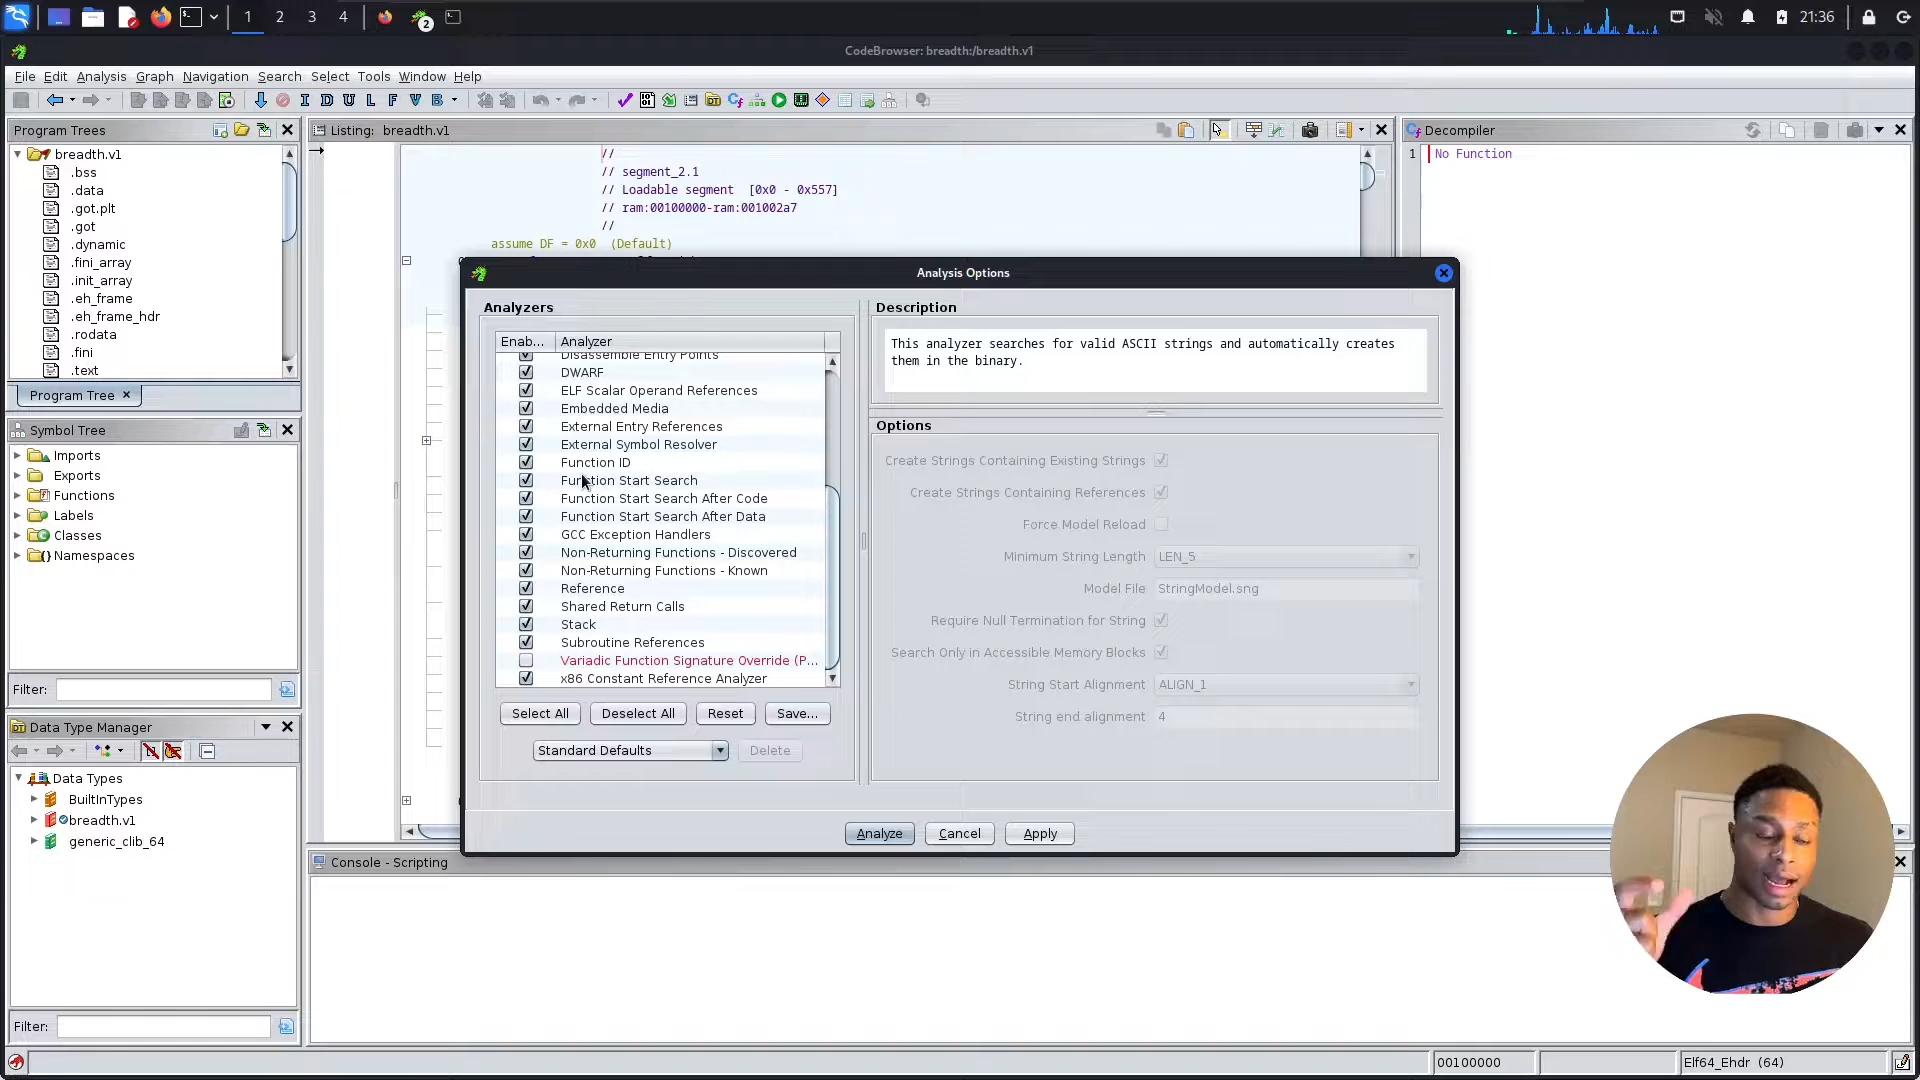 1
2
3
4
2
21:36
CodeBrowser: breadth:/breadth.v1
File Edit Analysis Graph Navigation Search Select Tools Window Help
I D U L F V B
Program Trees
breadth.v1
.bss
.data
.got.plt
.got
.dynamic
.fini_array
.init_array
.eh_frame
.eh_frame_hdr
.rodata
.fini
.text
Program Tree ×
Symbol Tree
Imports
Exports
Functions
Labels
Classes
Namespaces
Filter:
Data Type Manager
Data Types
BuiltInTypes
breadth.v1
generic_clib_64
Filter:
Listing: breadth.v1
//
// segment_2.1
// Loadable segment [0x0 - 0x557]
// ram:00100000-ram:001002a7
//
assume DF = 0x0 (Default)
Decompiler
1 No Function
Analysis Options
Analyzers
Enab... Analyzer
Disassemble Entry Points
DWARF
ELF Scalar Operand References
Embedded Media
External Entry References
External Symbol Resolver
Function ID
Function Start Search
Function Start Search After Code
Function Start Search After Data
GCC Exception Handlers
Non-Returning Functions - Discovered
Non-Returning Functions - Known
Reference
Shared Return Calls
Stack
Subroutine References
Variadic Function Signature Override (P...
x86 Constant Reference Analyzer
Select All Deselect All Reset Save...
Standard Defaults Delete
Description
This analyzer searches for valid ASCII strings and automatically creates
them in the binary.
Options
Create Strings Containing Existing Strings
Create Strings Containing References
Force Model Reload
Minimum String Length LEN_5
Model File StringModel.sng
Require Null Termination for String
Search Only in Accessible Memory Blocks
String Start Alignment ALIGN_1
String end alignment 4
Analyze Cancel Apply
Console - Scripting
00100000
Elf64_Ehdr (64)